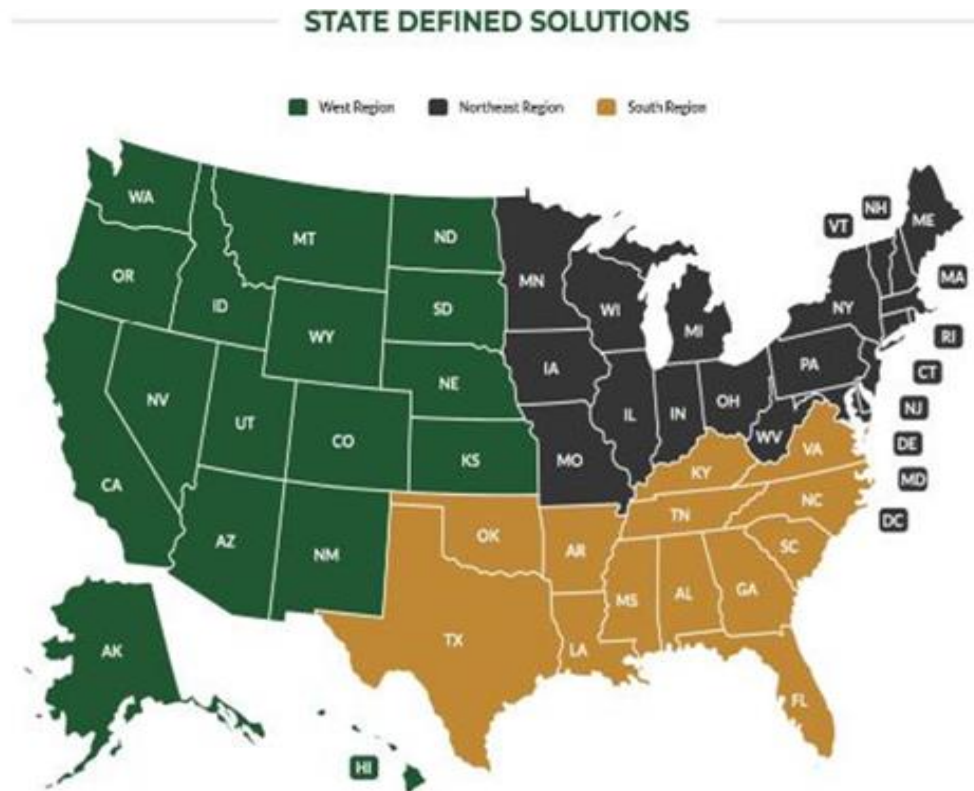 STATE DEFINED SOLUTIONS
West Region Northeast Region South Region
WA
MT
ND
MN
VT
NH
ME
OR
ID
SD
WI
MI
NY
MA
WY
RI
NV
UT
CO
NE
IA
IL
IN
OH
PA
CT
NJ
CA
KS
MO
WV
VA
DE
KY
MD
AZ
NM
OK
AR
TN
NC
DC
SC
TX
LA
MS
AL
GA
AK
FL
HI